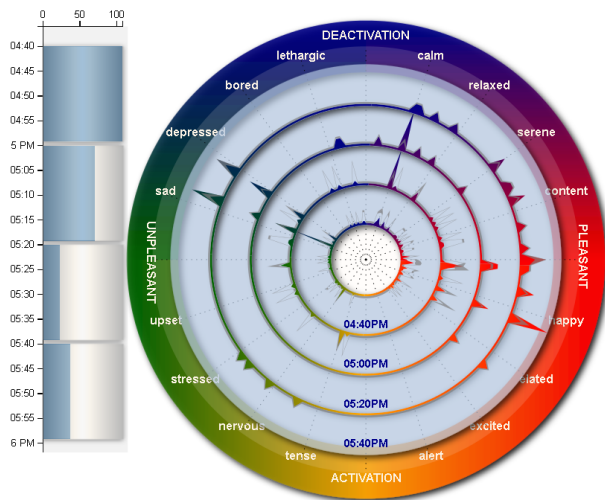 0 50 100
04:40
04:45
04:50
04:55
5 PM
05:05
05:10
05:15
05:20
05:25
05:30
05:35
05:40
05:45
05:50
05:55
6 PM
DEACTIVATION
lethargic
calm
bored
relaxed
depressed
serene
sad
content
UNPLEASANT
PLEASANT
upset
happy
stressed
elated
nervous
excited
tense
alert
ACTIVATION
04:40PM
05:00PM
05:20PM
05:40PM